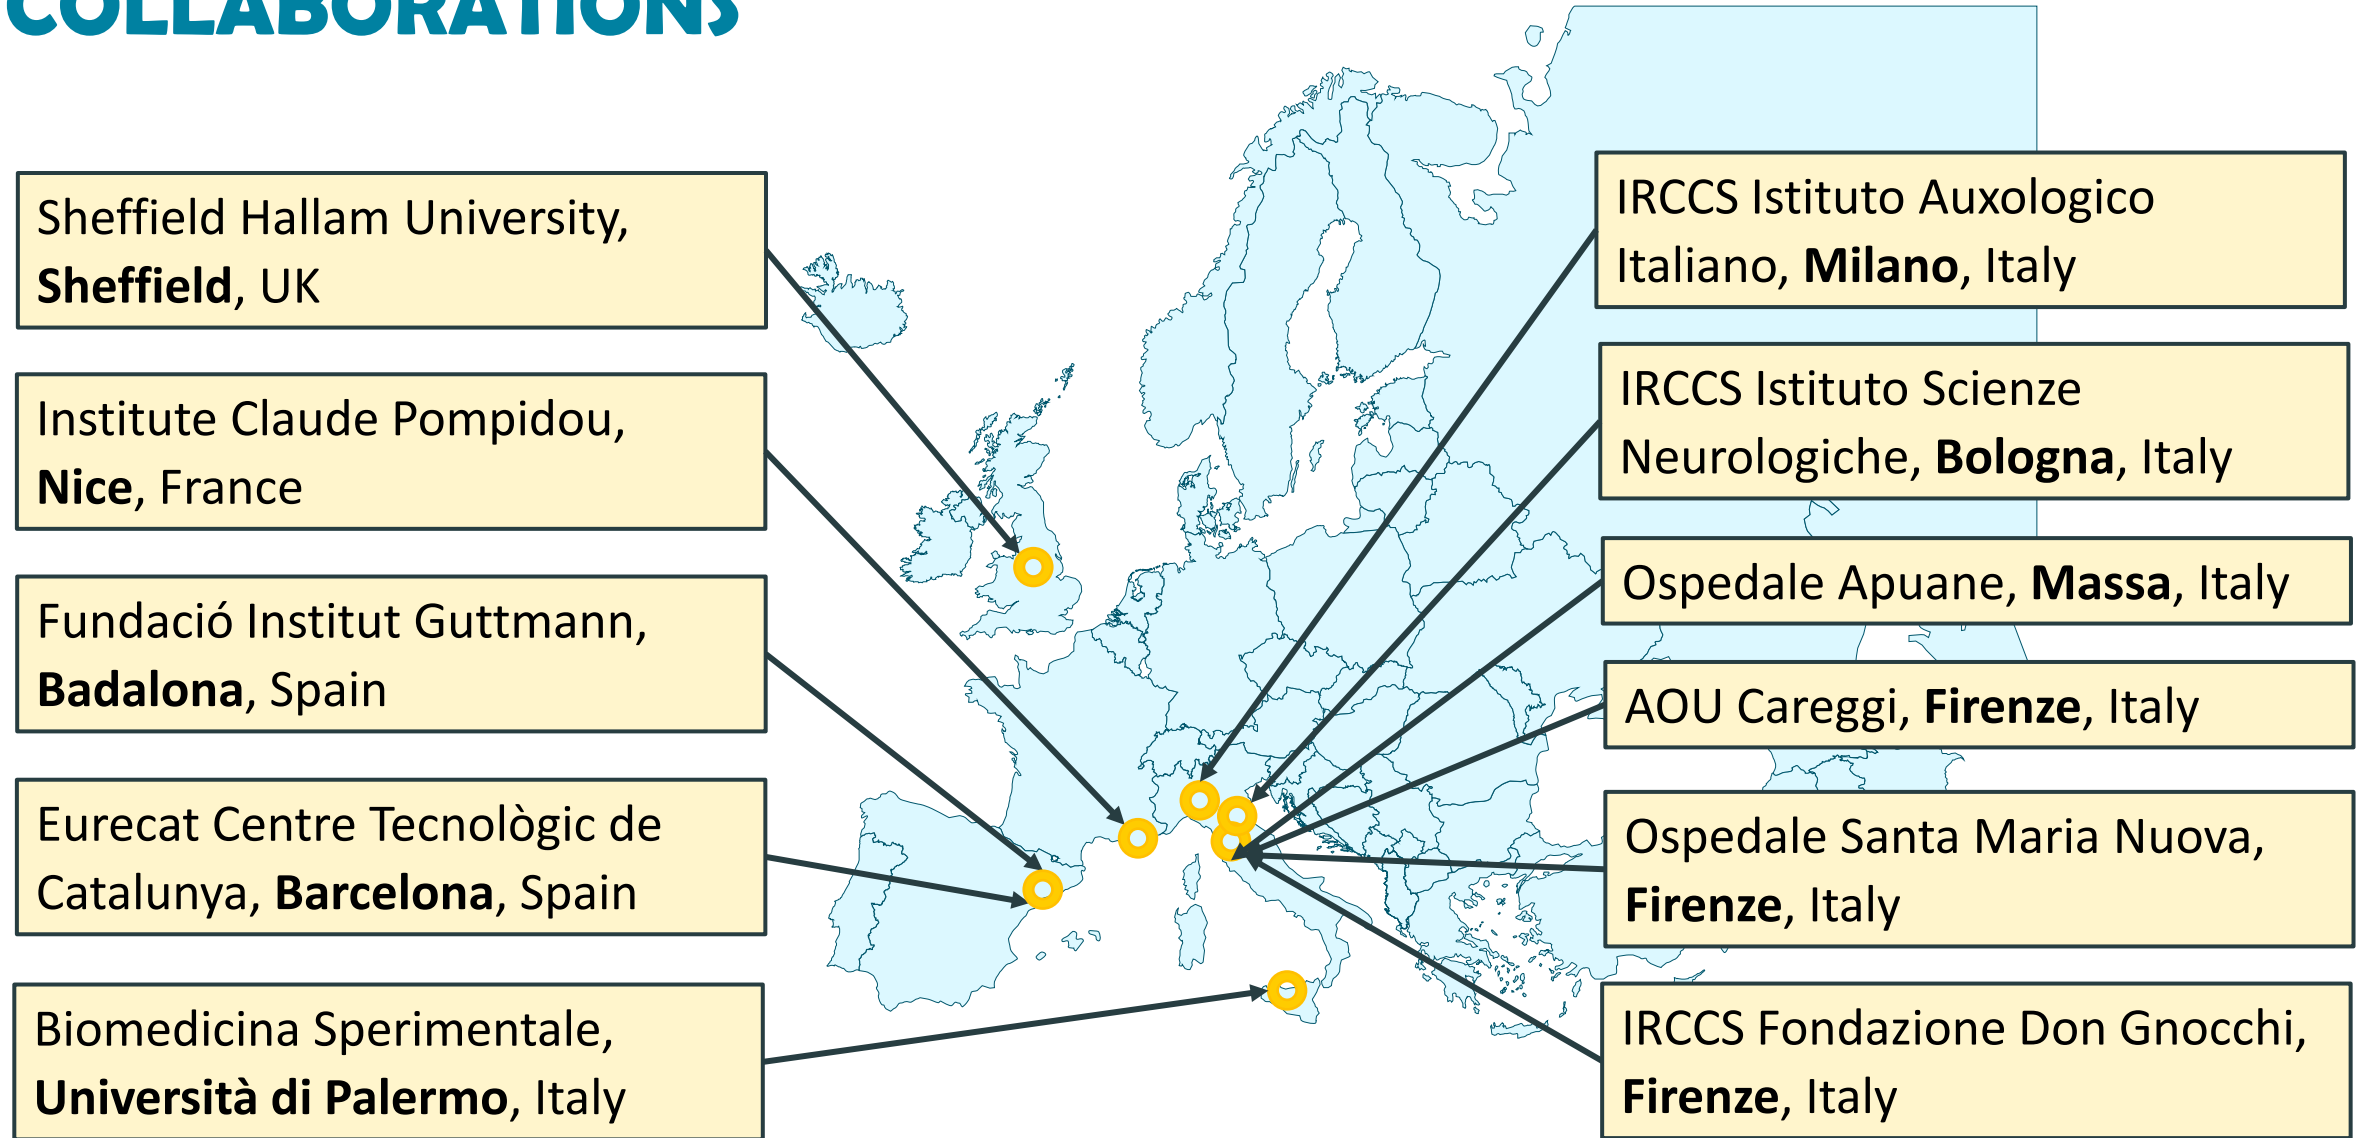 COLLABORATIONS
Sheffield Hallam University,
Sheffield, UK
Institute Claude Pompidou,
Nice, France
Fundació Institut Guttmann,
Badalona, Spain
Eurecat Centre Tecnològic de
Catalunya, Barcelona, Spain
Biomedicina Sperimentale,
Università di Palermo, Italy
IRCCS Istituto Auxologico
Italiano, Milano, Italy
IRCCS Istituto Scienze
Neurologiche, Bologna, Italy
Ospedale Apuane, Massa, Italy
AOU Careggi, Firenze, Italy
Ospedale Santa Maria Nuova,
Firenze, Italy
IRCCS Fondazione Don Gnocchi,
Firenze, Italy